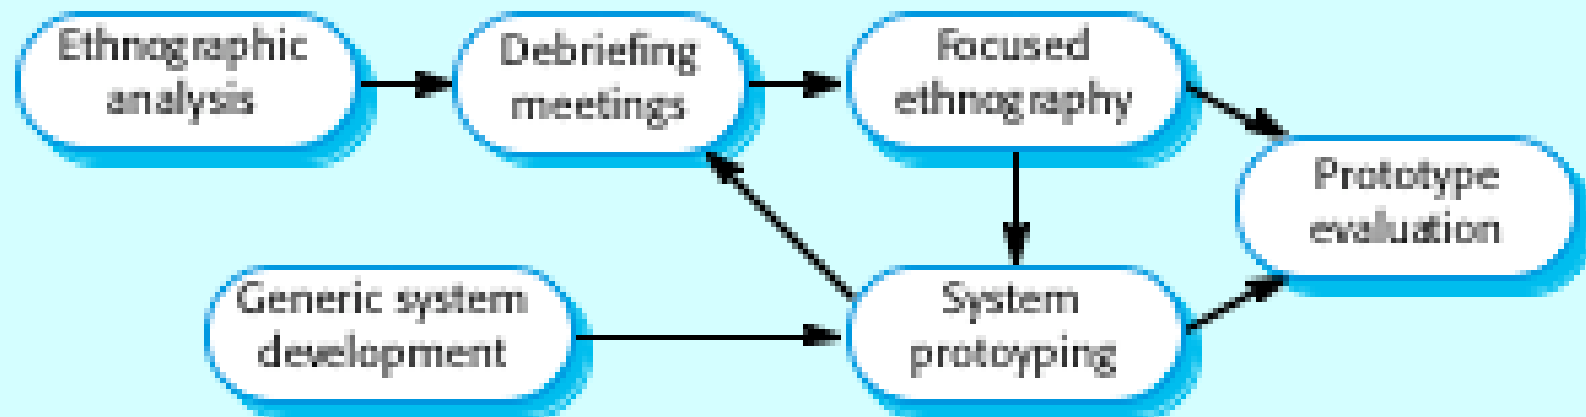 Ethnographic
analysis
Debriefing
meetings
Focused
ethnography
Prototype
evaluation
Generic system
development
System
protoyping